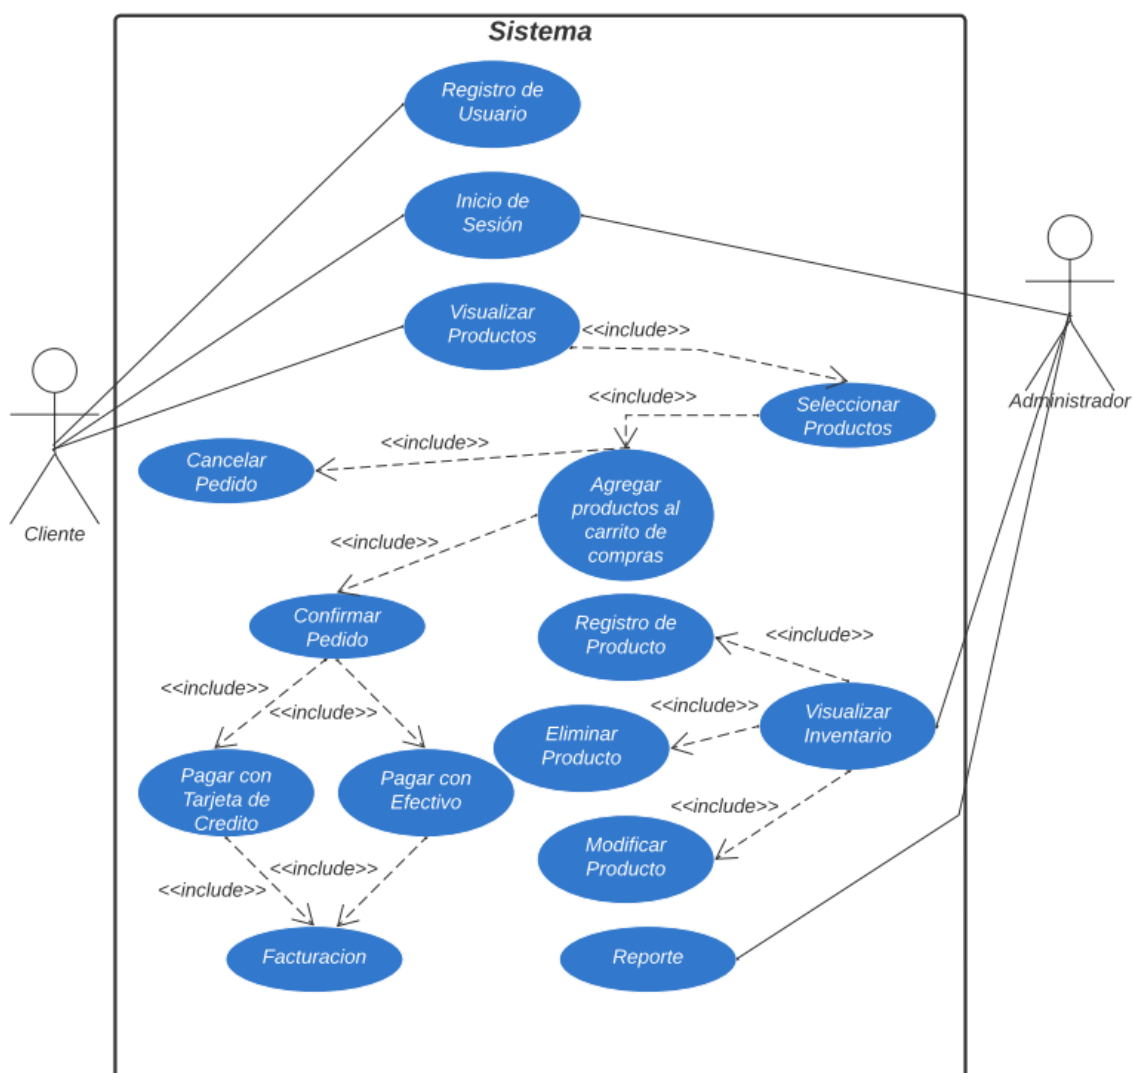 Sistema
Registro de
Usuario
Inicio de
Sesión
Visualizar
Productos
<<include>>
Seleccionar
Productos
<<include>>
Administrador
<<include>>
Cancelar
Pedido
Agregar
productos al
carrito de
compras
Cliente
<<include>>
Confirmar
Pedido
Registro de
Producto
<<include>>
<<include>>
<<include>>
<<include>>
Visualizar
Inventario
Eliminar
Producto
<<include>>
Pagar con
Tarjeta de
Credito
Pagar con
Efectivo
Modificar
Producto
<<include>>
<<include>>
Facturacion
Reporte